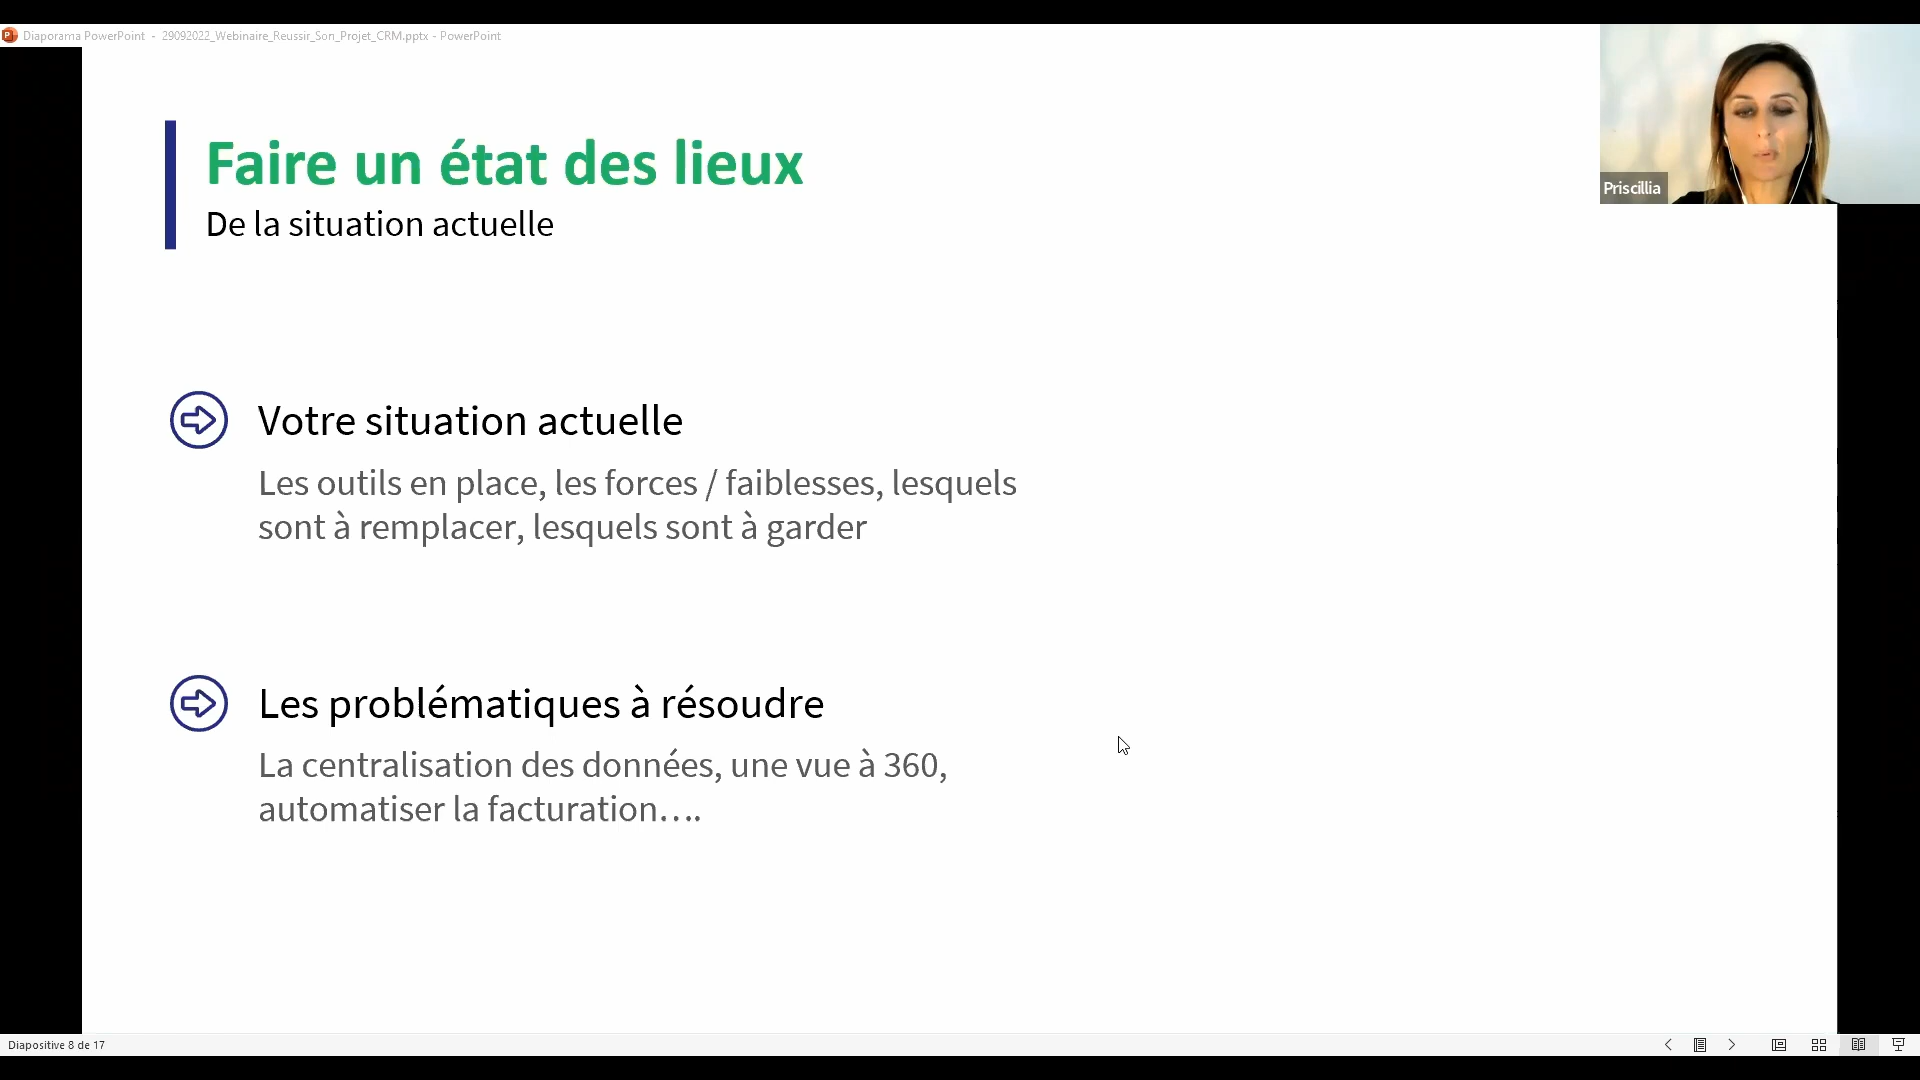 Diaporama PowerPoint - 29092022_Webinaire_Reussir_Son_Projet_CRM.pptx - PowerPoint
Priscillia
Faire un état des lieux
De la situation actuelle
Votre situation actuelle
Les outils en place, les forces / faiblesses, lesquels
sont à remplacer, lesquels sont à garder
Les problématiques à résoudre
La centralisation des données, une vue à 360,
automatiser la facturation….
Diapositive 8 de 17